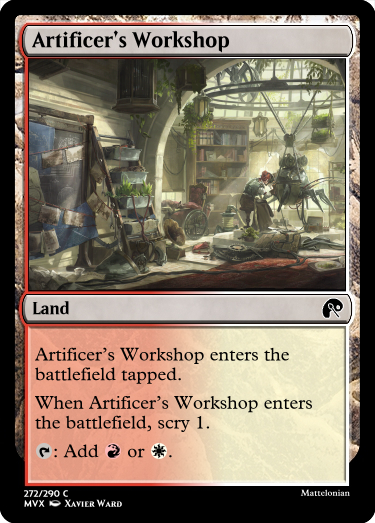 Artificer's Workshop
Land
Artificer's Workshop enters the
battlefield tapped.
When Artificer's Workshop enters
the battlefield, scry 1.
: Add or .
272/290 C
MVX Xavier Ward
Mattelonian